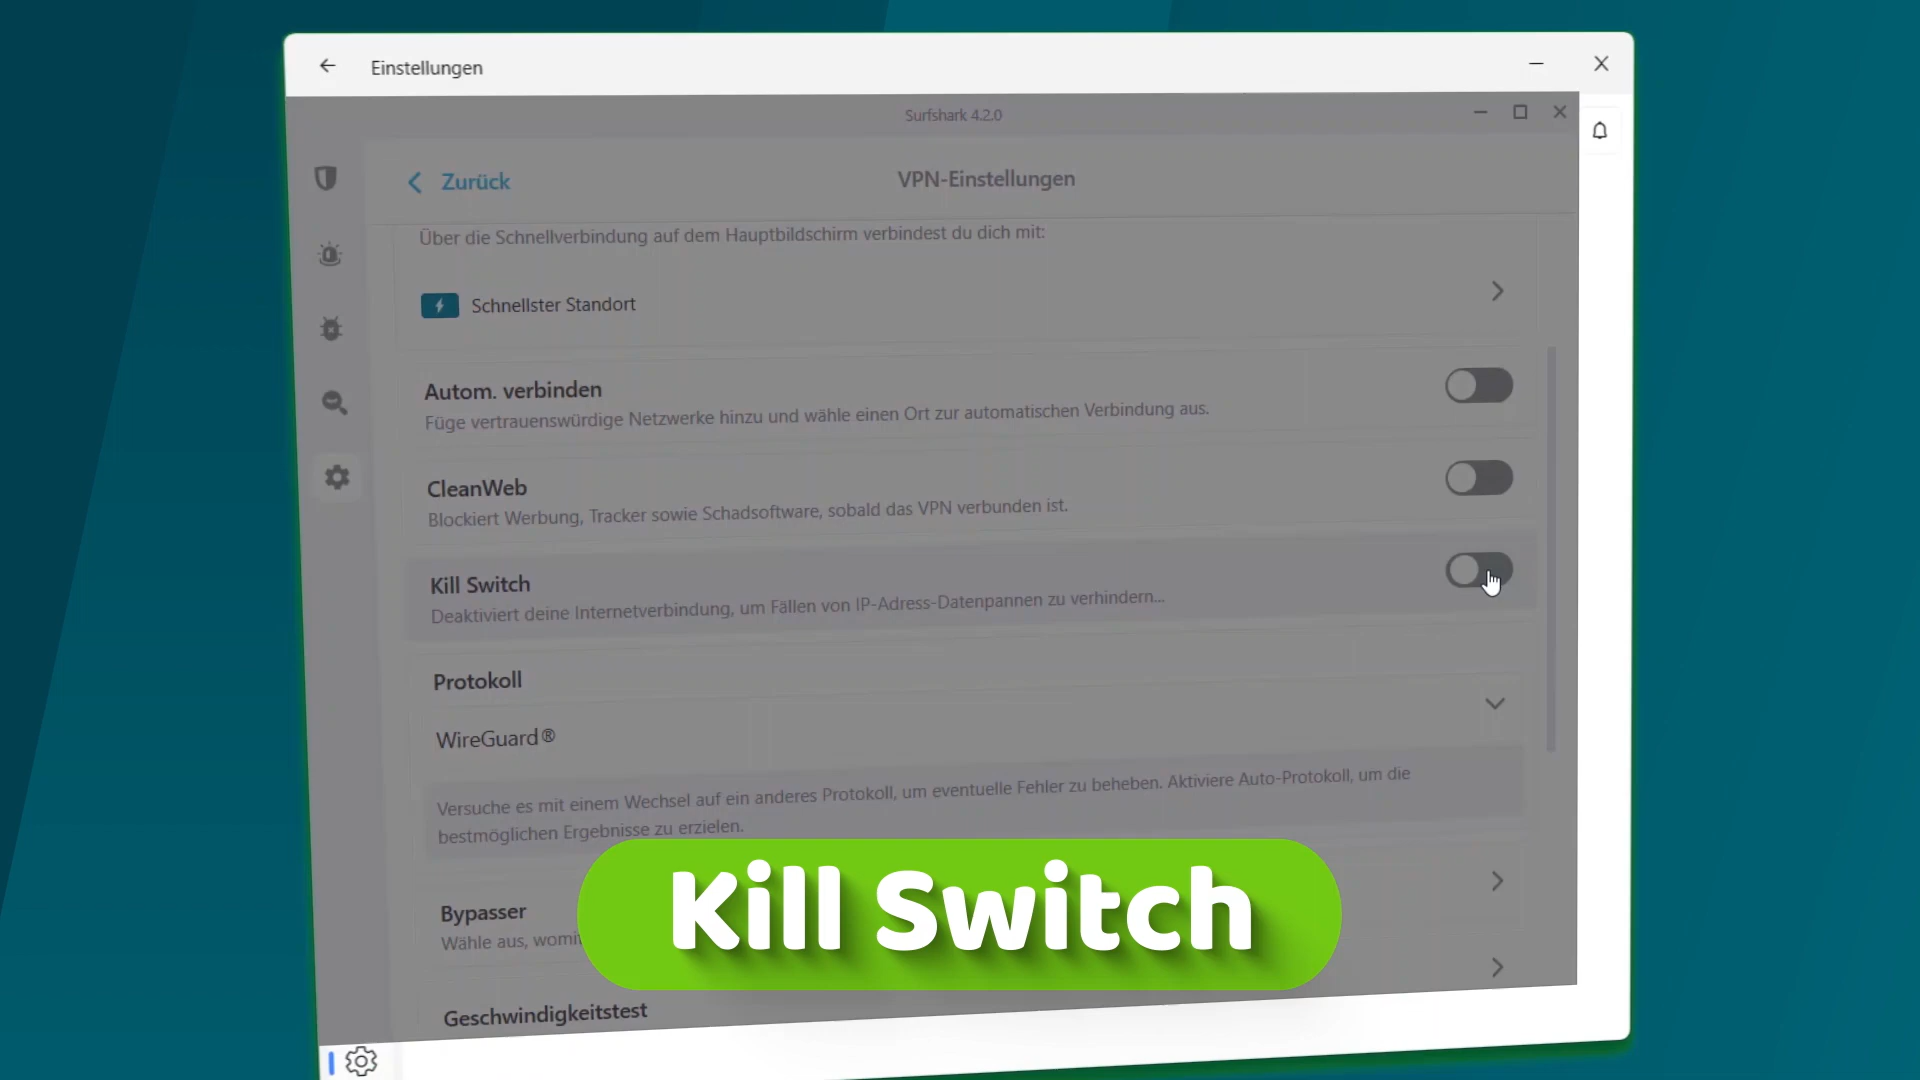 Einstellungen
Surfshark 4.2.0
Zurück
VPN-Einstellungen
Über die Schnellverbindung auf dem Hauptbildschirm verbindest du dich mit:
Schnellster Standort
Autom. verbinden
Füge vertrauenswürdige Netzwerke hinzu und wähle einen Ort zur automatischen Verbindung aus.
CleanWeb
Blockiert Werbung, Tracker sowie Schadsoftware, sobald das VPN verbunden ist.
Kill Switch
Deaktiviert deine Internetverbindung, um Fällen von IP-Adress-Datenpannen zu verhindern...
Protokoll
WireGuard®
Versuche es mit einem Wechsel auf ein anderes Protokoll, um eventuelle Fehler zu beheben. Aktiviere Auto-Protokoll, um die
bestmöglichen Ergebnisse zu erzielen.
Bypasser
Wähle aus,
Kill Switch
Geschwindigkeitstest